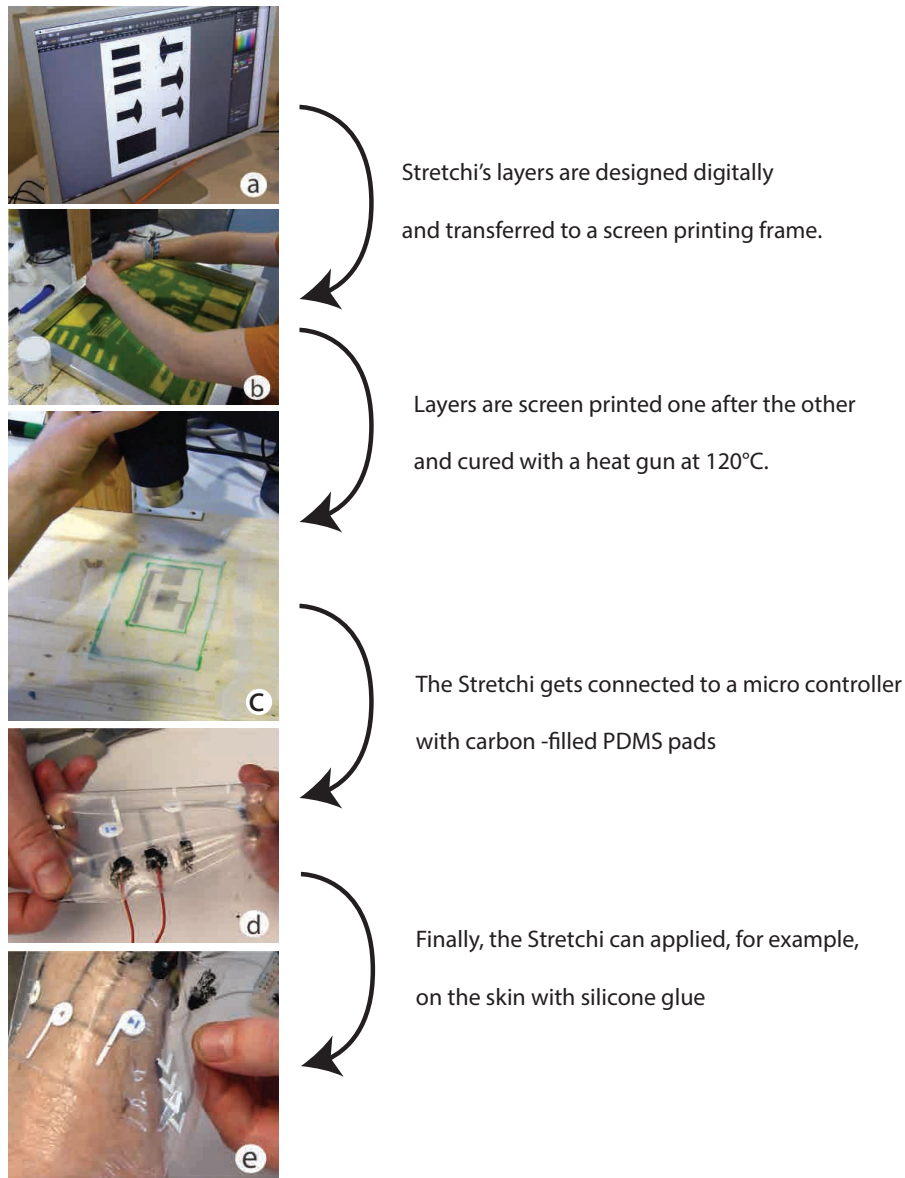 a
Stretchi's layers are designed digitally
and transferred to a screen printing frame.
b
Layers are screen printed one after the other
and cured with a heat gun at 120°C.
c
The Stretchi gets connected to a micro controller
with carbon -filled PDMS pads
d
Finally, the Stretchi can applied, for example,
on the skin with silicone glue
e